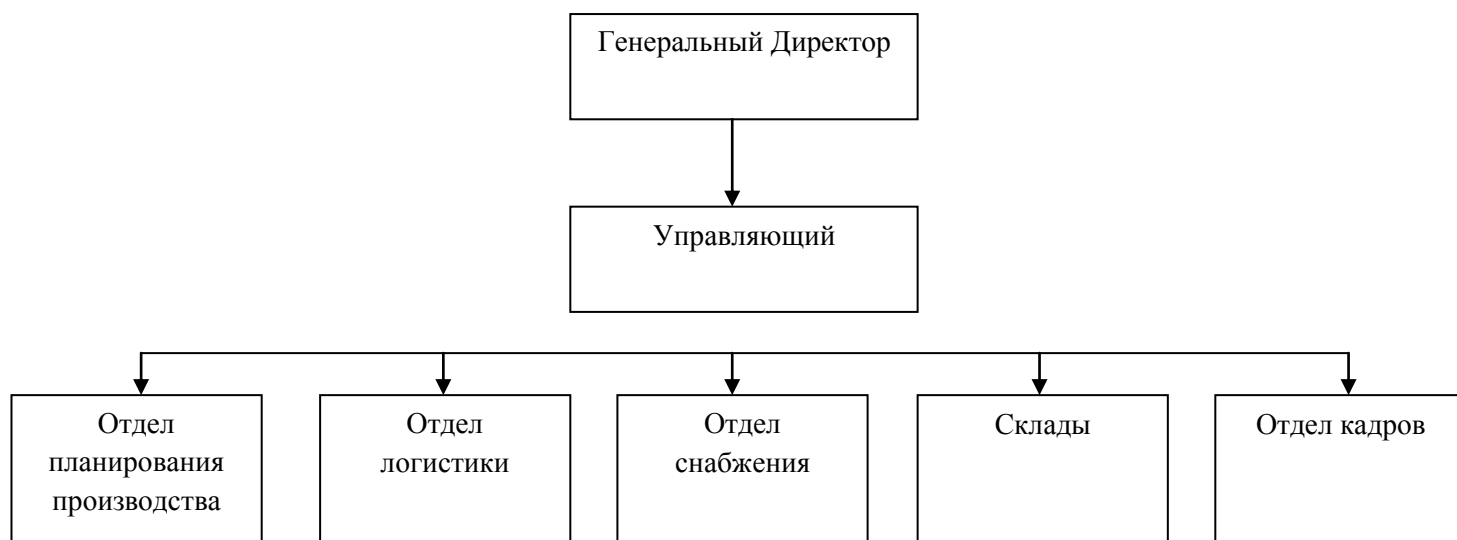 Генеральный Директор
Управляющий
Отдел
планирования
производства
Отдел
логистики
Отдел
снабжения
Склады
Отдел кадров